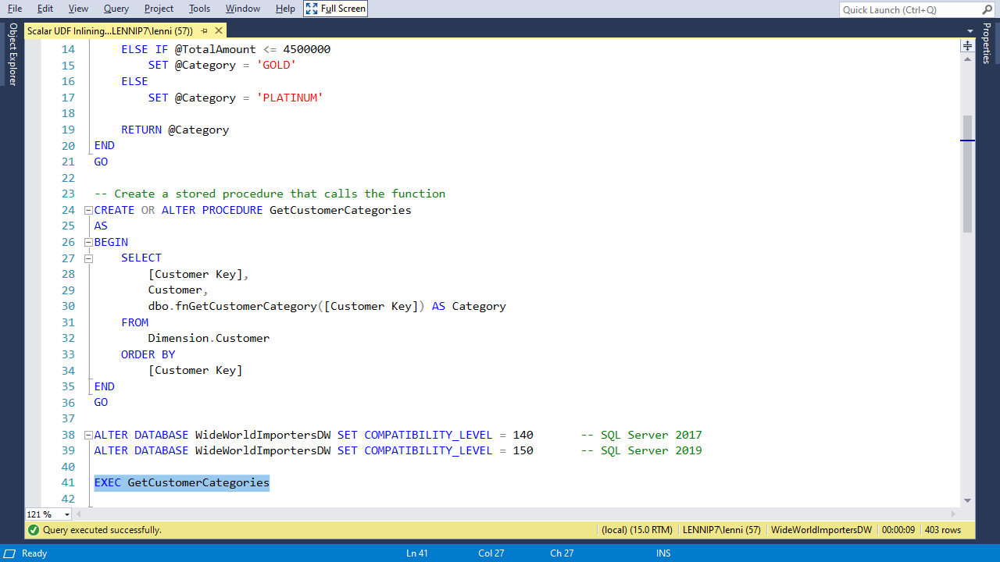 File Edit View Query Project Tools Window Help Full Screen Quick Launch (Ctrl+Q)
Object Explorer
Scalar UDF Inlining...LENNIP7\lenni (57))
Properties
14 ELSE IF @TotalAmount <= 4500000
15 SET @Category = 'GOLD'
16 ELSE
17 SET @Category = 'PLATINUM'
18
19 RETURN @Category
20 END
21 GO
22
23 -- Create a stored procedure that calls the function
24 CREATE OR ALTER PROCEDURE GetCustomerCategories
25 AS
26 BEGIN
27 SELECT
28 [Customer Key],
29 Customer,
30 dbo.fnGetCustomerCategory([Customer Key]) AS Category
31 FROM
32 Dimension.Customer
33 ORDER BY
34 [Customer Key]
35 END
36 GO
37
38 ALTER DATABASE WideWorldImportersDW SET COMPATIBILITY_LEVEL = 140 -- SQL Server 2017
39 ALTER DATABASE WideWorldImportersDW SET COMPATIBILITY_LEVEL = 150 -- SQL Server 2019
40
41 EXEC GetCustomerCategories
42
121 %
Query executed successfully. (local) (15.0 RTM) LENNIP7\lenni (57) WideWorldImportersDW 00:00:09 403 rows
Ready Ln 41 Col 27 Ch 27 INS